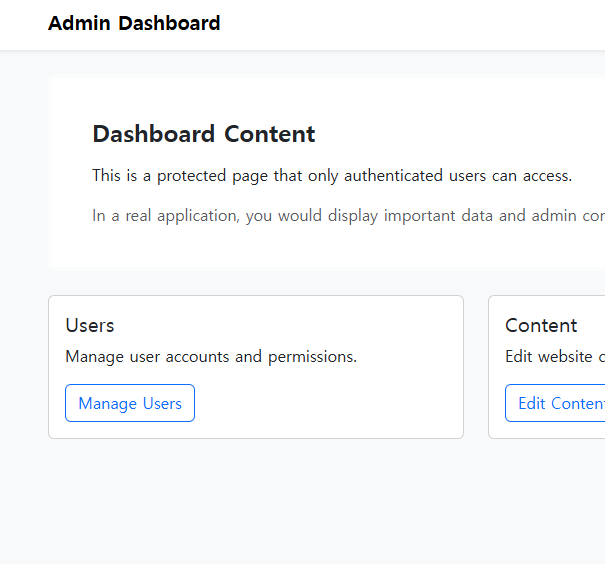 Admin Dashboard
Dashboard Content
This is a protected page that only authenticated users can access.
In a real application, you would display important data and admin
Users
Manage user accounts and permissions.
Manage Users
Content
Edit website
Edit Content